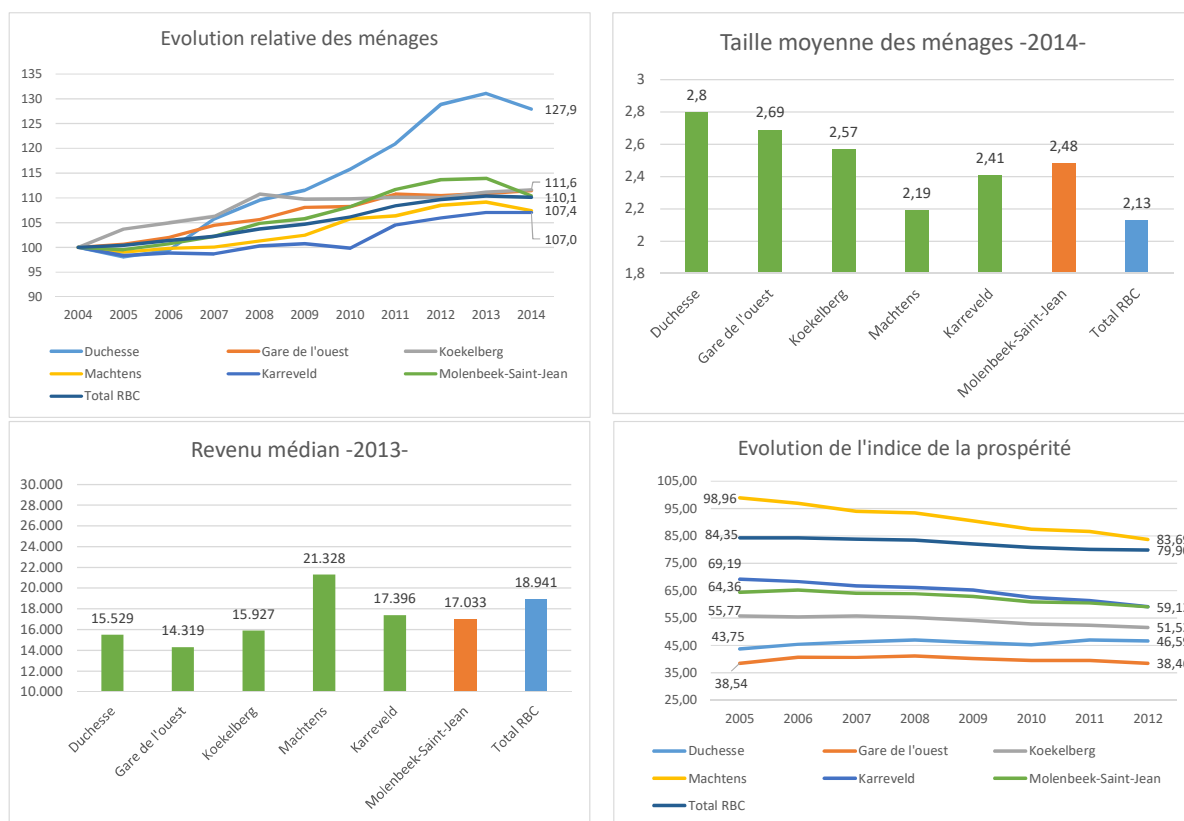 Evolution relative des ménages
135
130
125
120
115
110
105
100
95
90
127,9
111,6
110,1
107,4
107,0
2004 2005 2006 2007 2008 2009 2010 2011 2012 2013 2014
Duchesse Gare de l'ouest Koekelberg
Machtens Karreveld Molenbeek-Saint-Jean
Total RBC
Taille moyenne des ménages -2014-
3
2,8
2,6
2,4
2,2
2
1,8
2,8
2,69
2,57
2,19
2,41
2,48
2,13
Duchesse
Gare de l'ouest
Koekelberg
Machtens
Karreveld
Molenbeek-Saint-Jean
Total RBC
Revenu médian -2013-
30.000
28.000
26.000
24.000
22.000
20.000
18.000
16.000
14.000
12.000
10.000
15.529
14.319
15.927
21.328
17.396
17.033
18.941
Duchesse
Gare de l'ouest
Koekelberg
Machtens
Karreveld
Molenbeek-Saint-Jean
Total RBC
Evolution de l'indice de la prospérité
105,00
95,00
85,00
75,00
65,00
55,00
45,00
35,00
25,00
98,96
84,35
69,19
64,36
55,77
43,75
38,54
2005 2006 2007 2008 2009 2010 2011 2012
Duchesse Gare de l'ouest Koekelberg
Machtens Karreveld Molenbeek-Saint-Jean
Total RBC